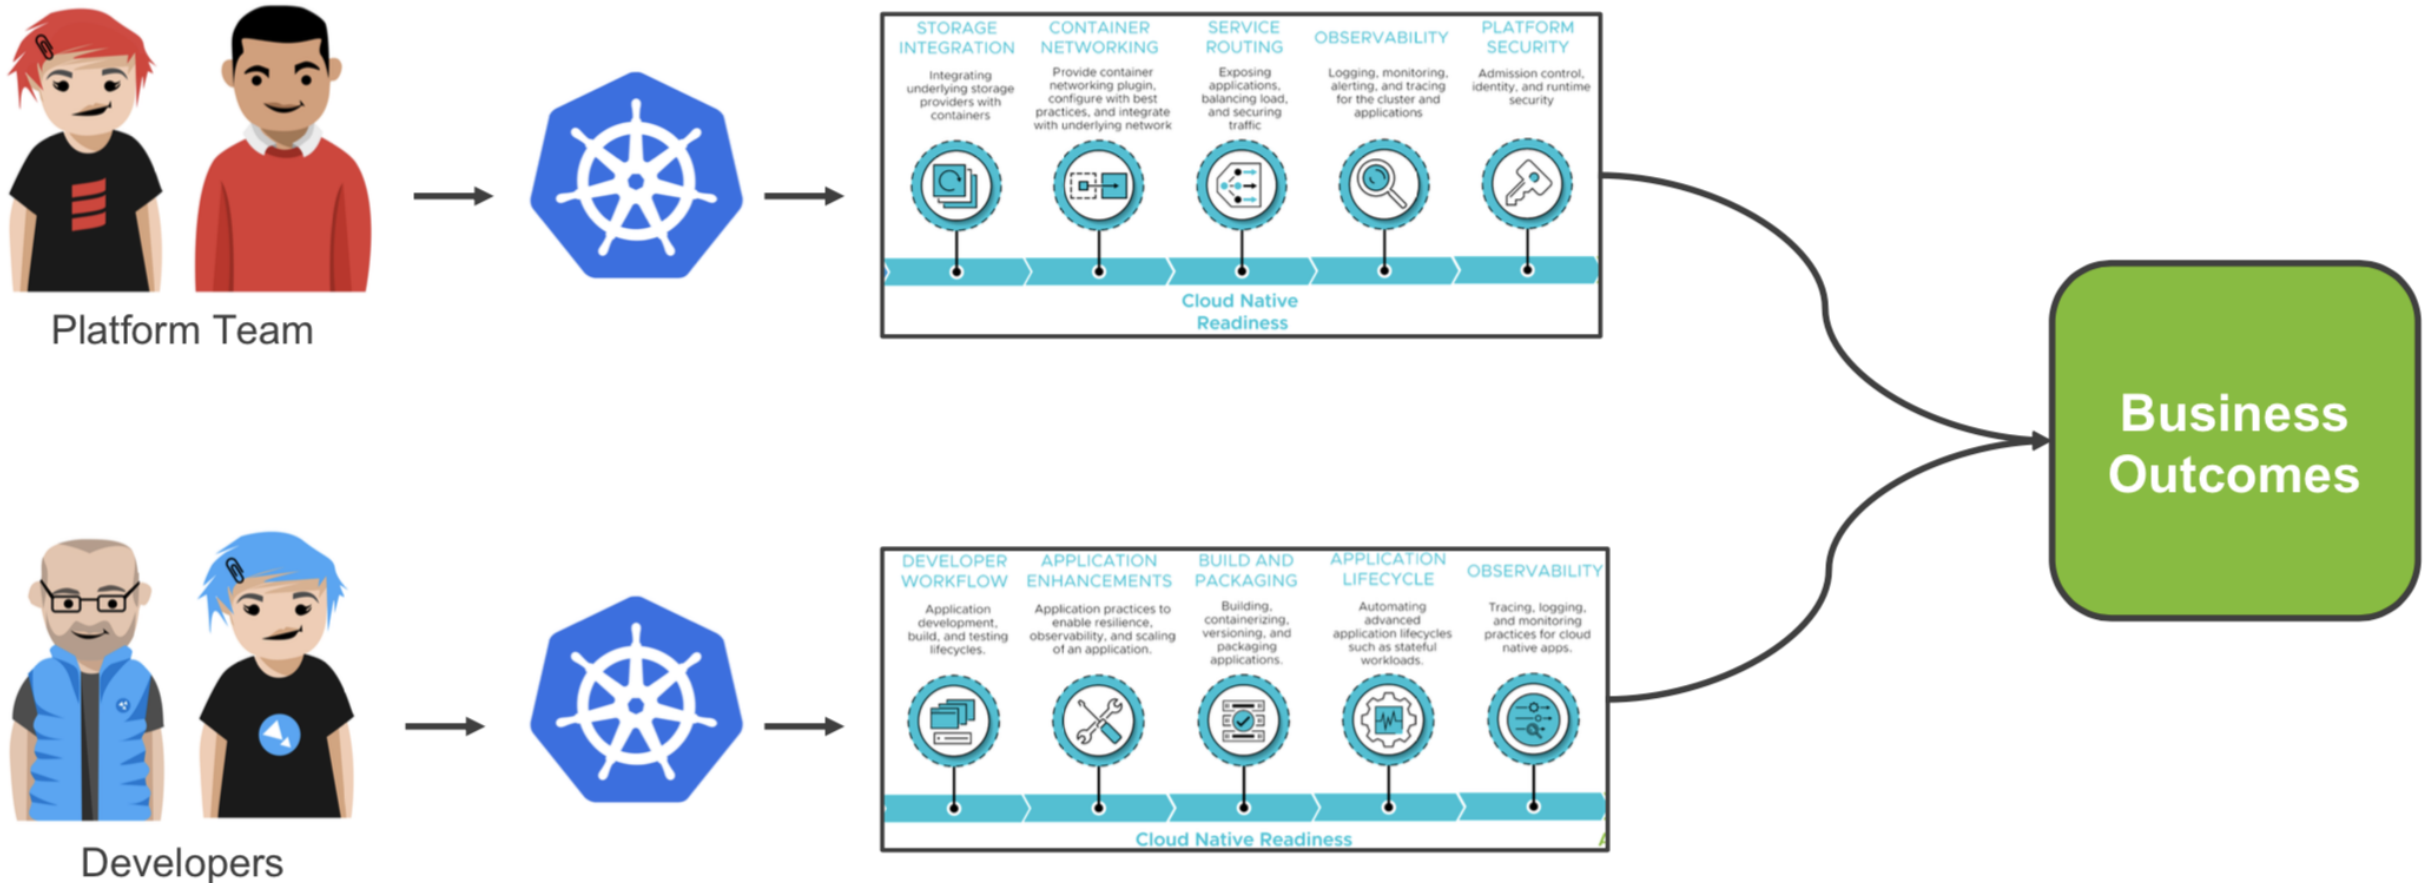 STORAGE
INTEGRATION
Integrating
underlying storage
providers with
containers
CONTAINER
NETWORKING
Provide container
networking plugin,
configure with best
practices, and integrate
with underlying network
SERVICE
ROUTING
Exposing
applications,
balancing load,
and securing
traffic
OBSERVABILITY
Logging, monitoring,
alerting, and tracing
for the cluster and
applications
PLATFORM
SECURITY
Admission control,
identity, and runtime
security
Cloud Native
Readiness
Platform Team
Business
Outcomes
DEVELOPER
WORKFLOW
Application
development,
build, and testing
lifecycles.
APPLICATION
ENHANCEMENTS
Application practices to
enable resilience,
observability, and scaling
of an application.
BUILD AND
PACKAGING
Building,
containerizing,
versioning, and
packaging
applications.
APPLICATION
LIFECYCLE
Automating
advanced
application lifecycles
such as stateful
workloads.
OBSERVABILITY
Tracing, logging,
and monitoring
practices for cloud
native apps.
Cloud Native Readiness
Developers